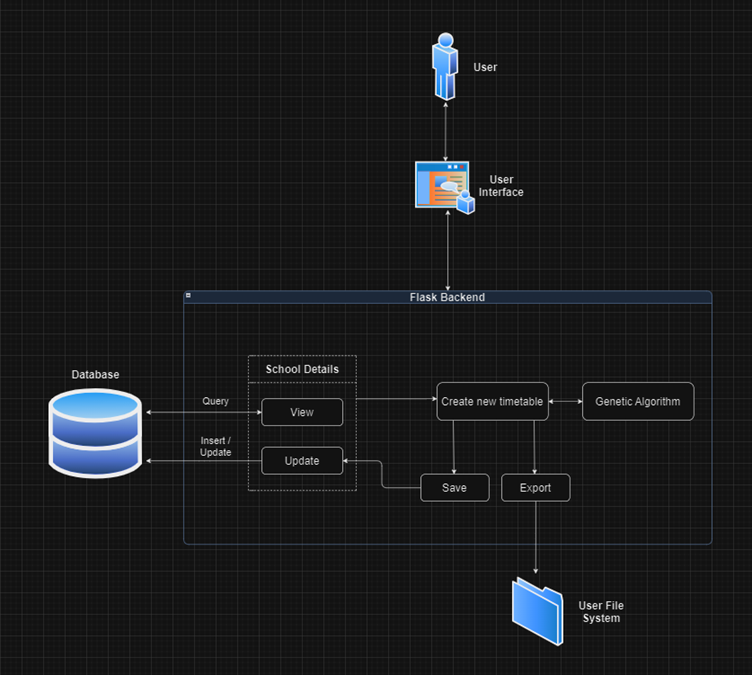 User
User
Interface
Flask Backend
School Details
Database
Query
View
Create new timetable
Genetic Algorithm
Insert /
Update
Update
Save
Export
User File
System